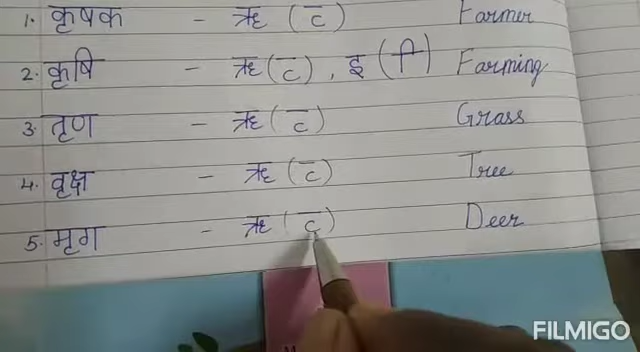 1. कृषक - ऋ (ृ) Farmer
2. कृषि - ऋ (ृ), इ (ि) Farming
3. तृण - ऋ (ृ) Grass
4. वृक्ष - ऋ (ृ) Tree
5. मृग - ऋ (ृ) Deer
FILMIGO